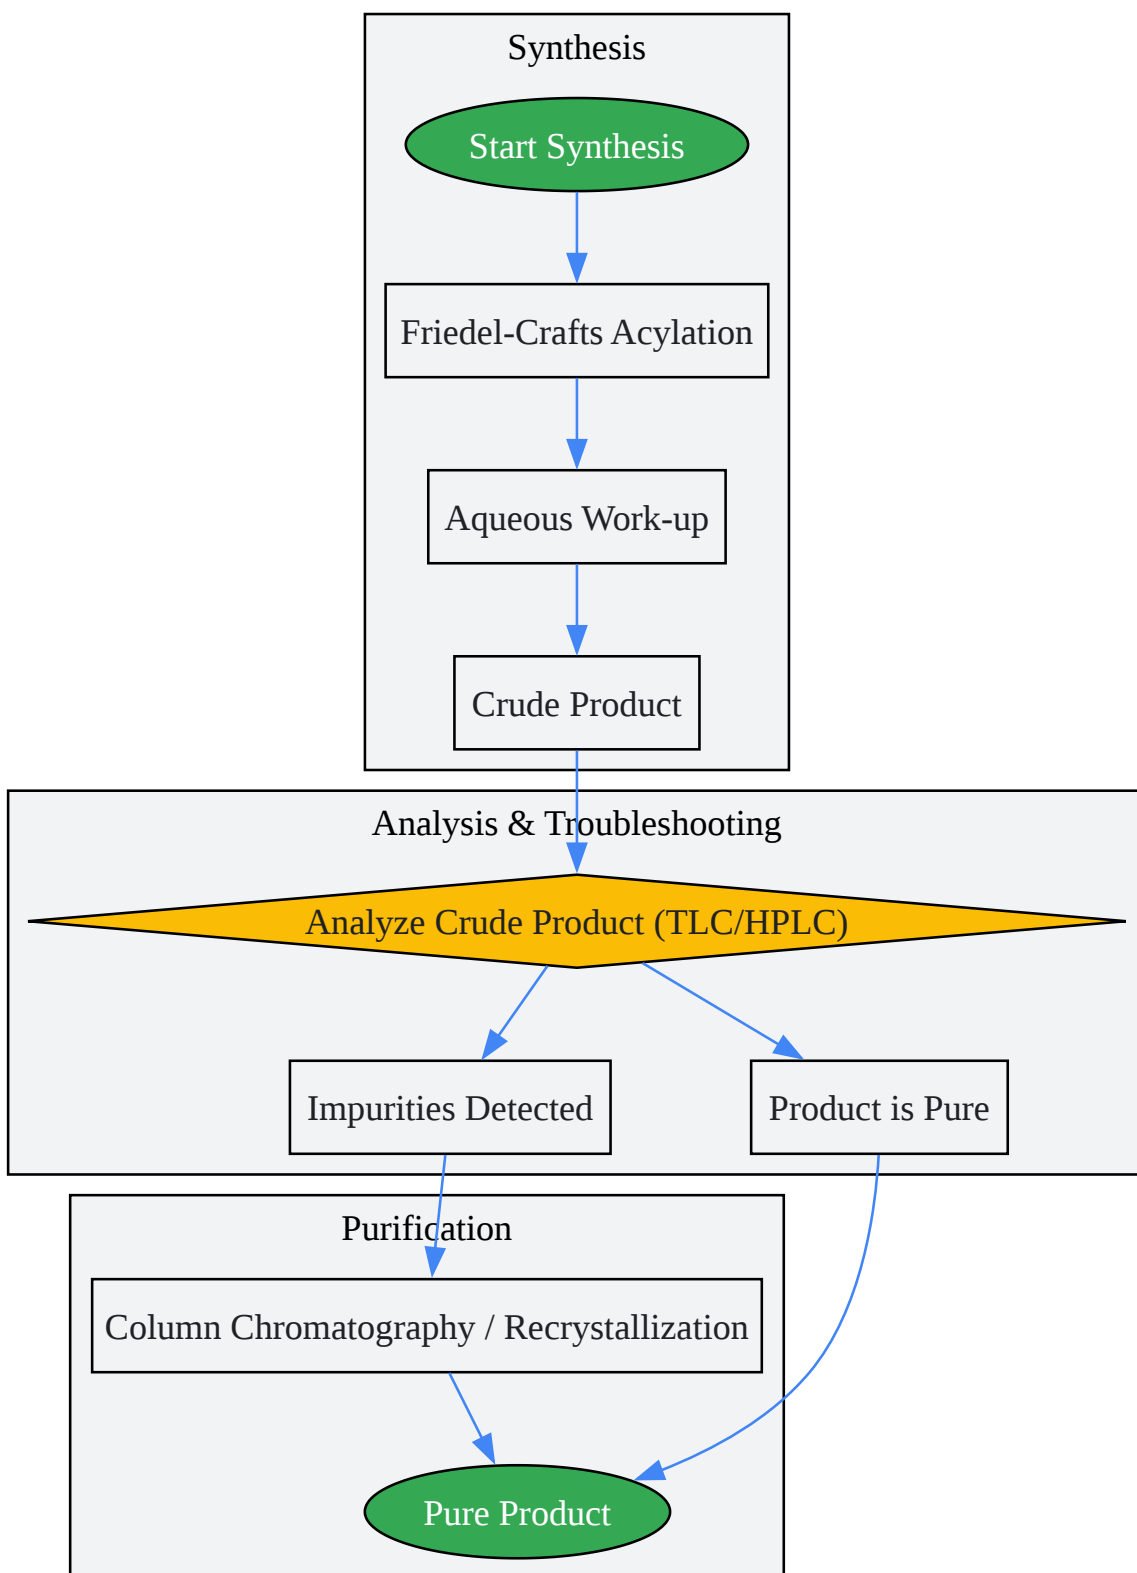 Synthesis
Start Synthesis
Friedel-Crafts Acylation
Aqueous Work-up
Crude Product
Analysis & Troubleshooting
Analyze Crude Product (TLC/HPLC)
Impurities Detected
Product is Pure
Purification
Column Chromatography / Recrystallization
Pure Product